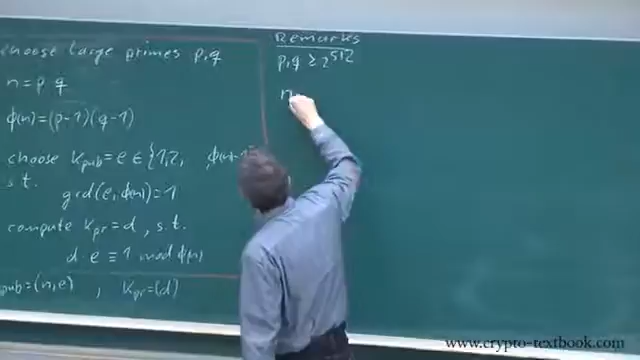 choose large primes p,q
n = p q
ϕ(n) = (p-1)(q-1)
choose Kpub = e ∈ {1,2, ,ϕ(n)-1}
s.t.
gcd(e, ϕ(n)) = 1
compute Kpr = d, s.t.
d e ≡ 1 mod ϕ(n)
pub = (n,e) , Kpr = (d)
Remarks
p,q ≥ 2^512
n
www.crypto-textbook.com